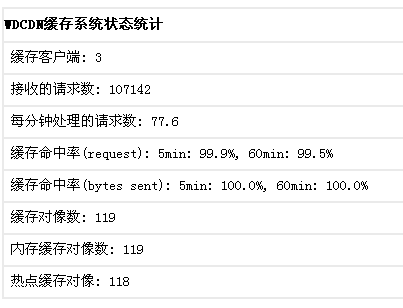 WDCDN缓存系统状态统计
缓存客户端: 3
接收的请求数: 107142
每分钟处理的请求数: 77.6
缓存命中率(request): 5min: 99.9%, 60min: 99.5%
缓存命中率(bytes sent): 5min: 100.0%, 60min: 100.0%
缓存对像数: 119
内存缓存对像数: 119
热点缓存对像: 118